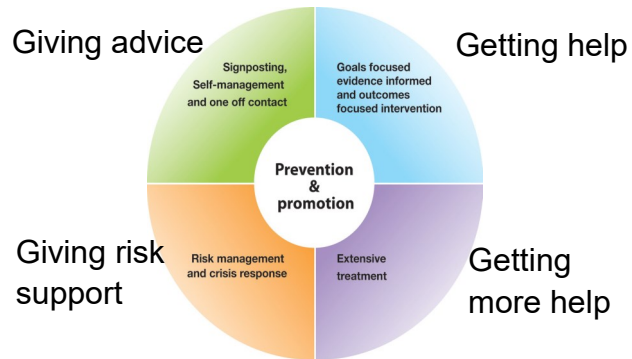 Giving advice
Getting help
Signposting,
Self-management
and one off contact
Goals focused
evidence informed
and outcomes
focused intervention
Prevention
&
promotion
Giving risk
support
Risk management
and crisis response
Extensive
treatment
Getting
more help